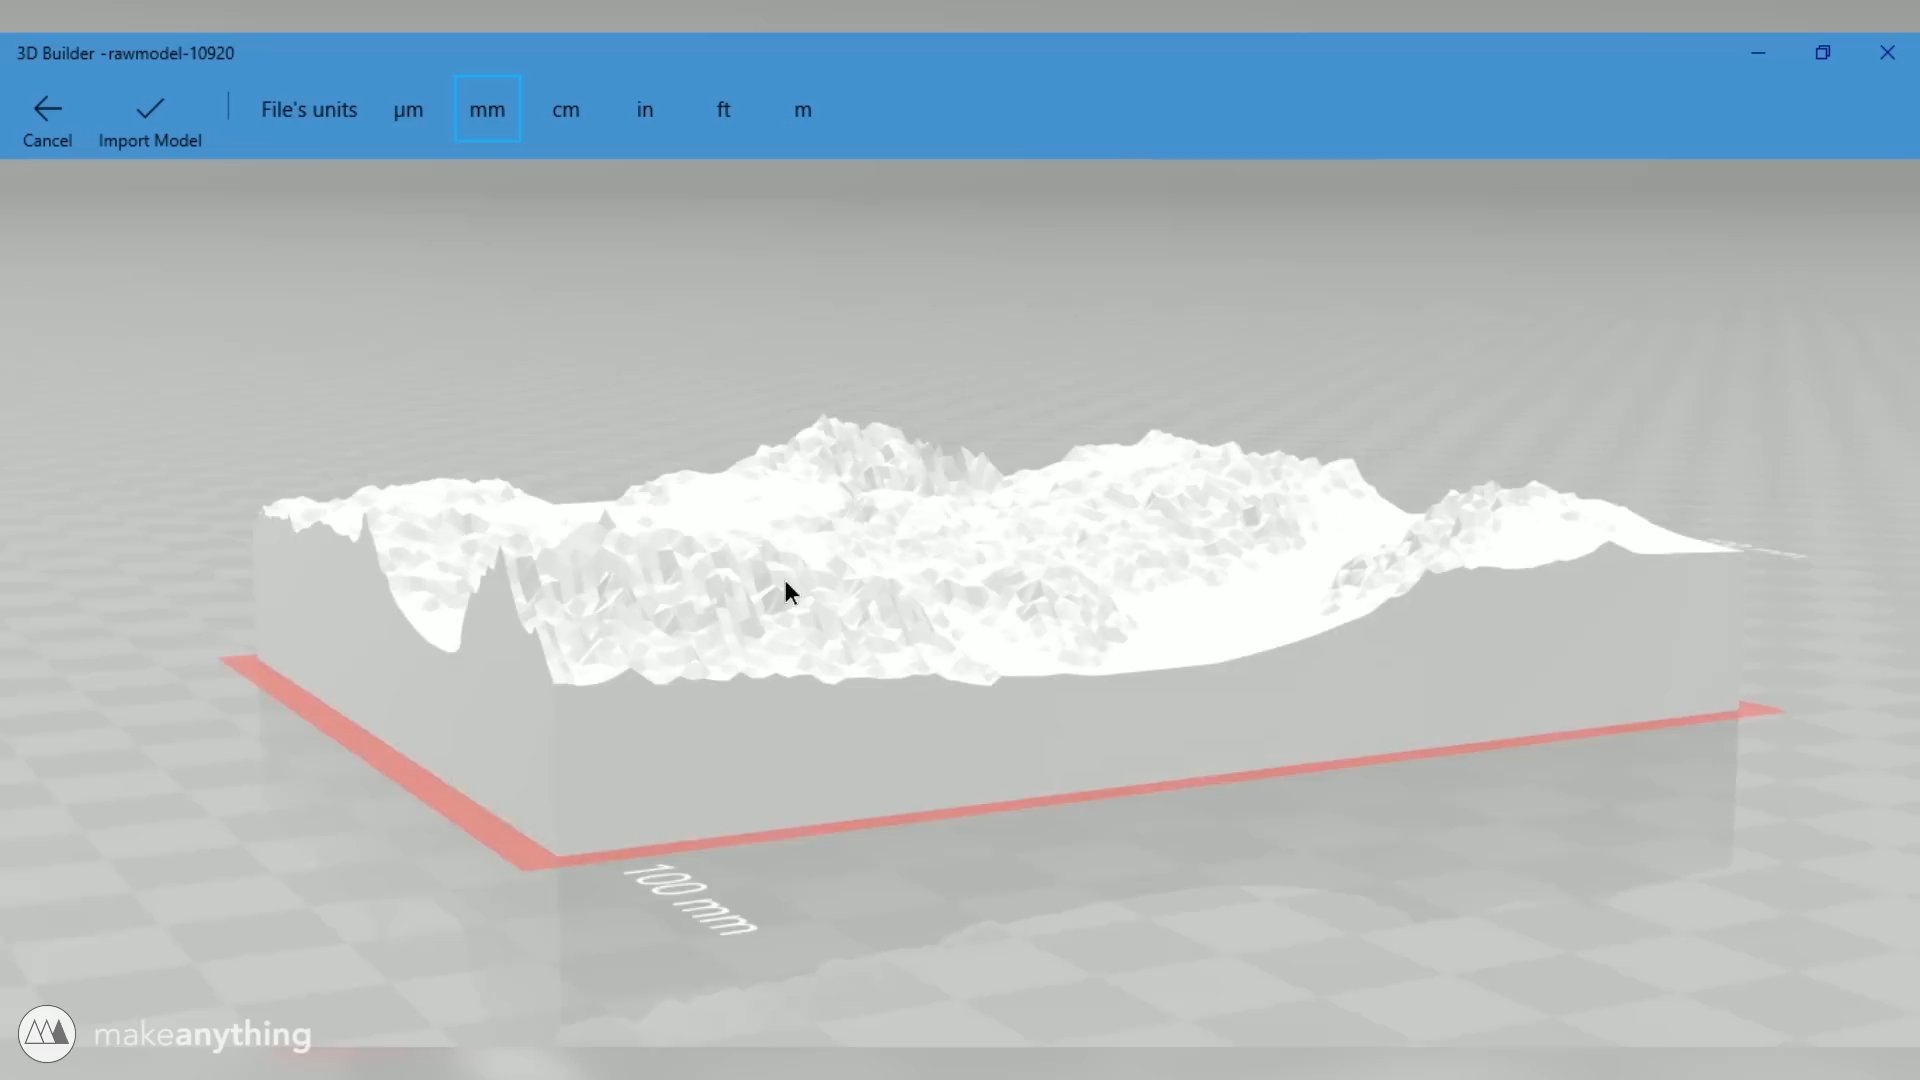 3D Builder -rawmodel-10920
Cancel
Import Model
File's units
µm
mm
cm
in
ft
m
100 mm
makeanything